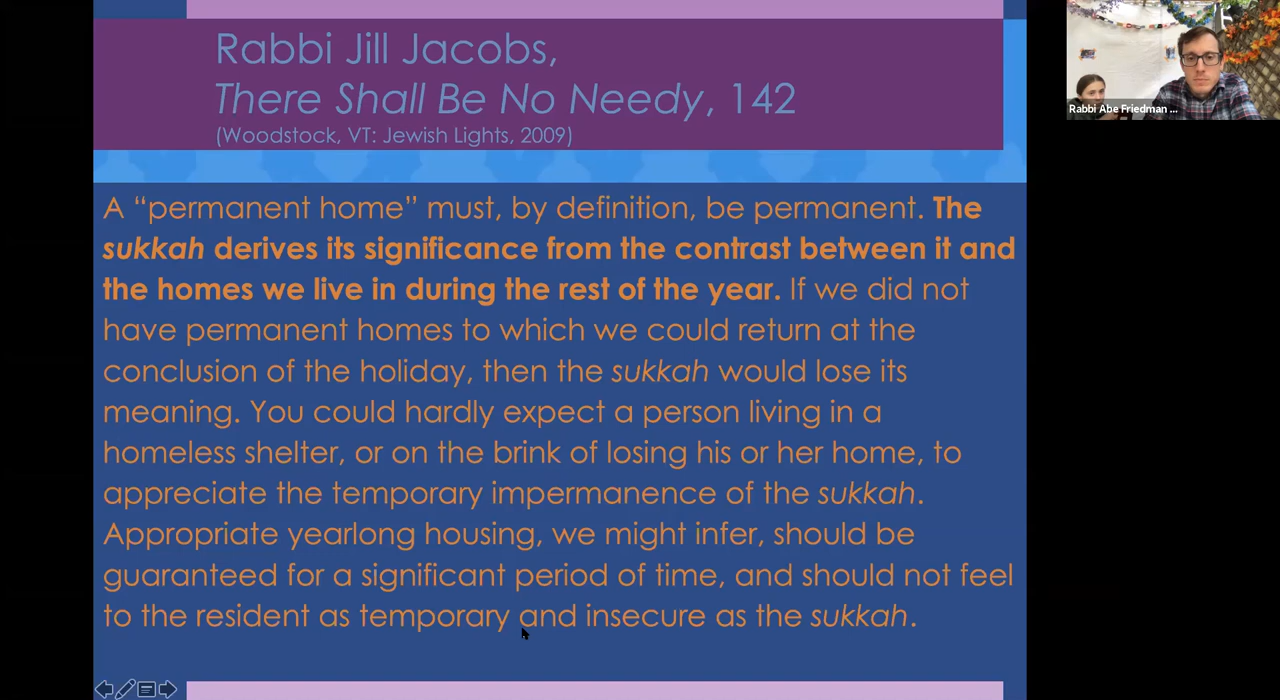 Rabbi Jill Jacobs,
There Shall Be No Needy, 142
(Woodstock, VT: Jewish Lights, 2009)
A “permanent home” must, by definition, be permanent. The
sukkah derives its significance from the contrast between it and
the homes we live in during the rest of the year. If we did not
have permanent homes to which we could return at the
conclusion of the holiday, then the sukkah would lose its
meaning. You could hardly expect a person living in a
homeless shelter, or on the brink of losing his or her home, to
appreciate the temporary impermanence of the sukkah.
Appropriate yearlong housing, we might infer, should be
guaranteed for a significant period of time, and should not feel
to the resident as temporary and insecure as the sukkah.
Rabbi Abe Friedman ...